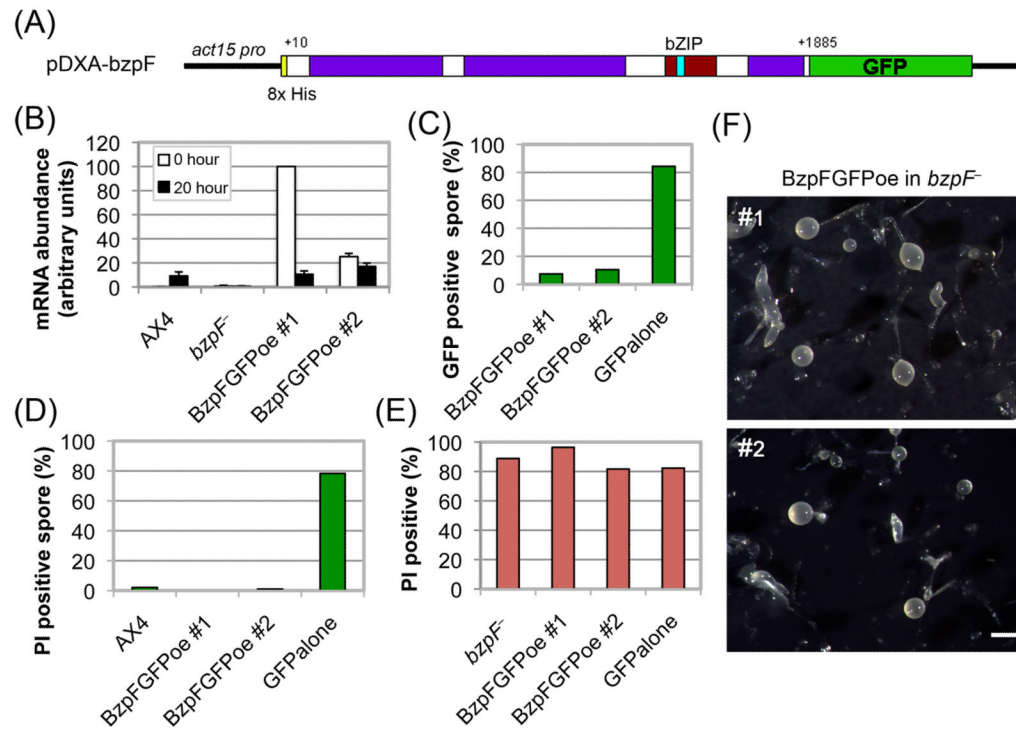 (A)
act15 pro
+10
bZIP
+1885
pDXA-bzpF
GFP
8x His
(B)
mRNA abundance
(arbitrary units)
120
100
80
60
40
20
0
0 hour
20 hour
AX4
bzpF–
BzpFGFPoe #1
BzpFGFPoe #2
(C)
GFP positive spore (%)
100
80
60
40
20
0
BzpFGFPoe #1
BzpFGFPoe #2
GFPalone
(D)
PI positive spore (%)
100
80
60
40
20
0
AX4
BzpFGFPoe #1
BzpFGFPoe #2
GFPalone
(E)
PI positive (%)
100
80
60
40
20
0
bzpF–
BzpFGFPoe #1
BzpFGFPoe #2
GFPalone
(F)
BzpFGFPoe in bzpF–
#1
#2